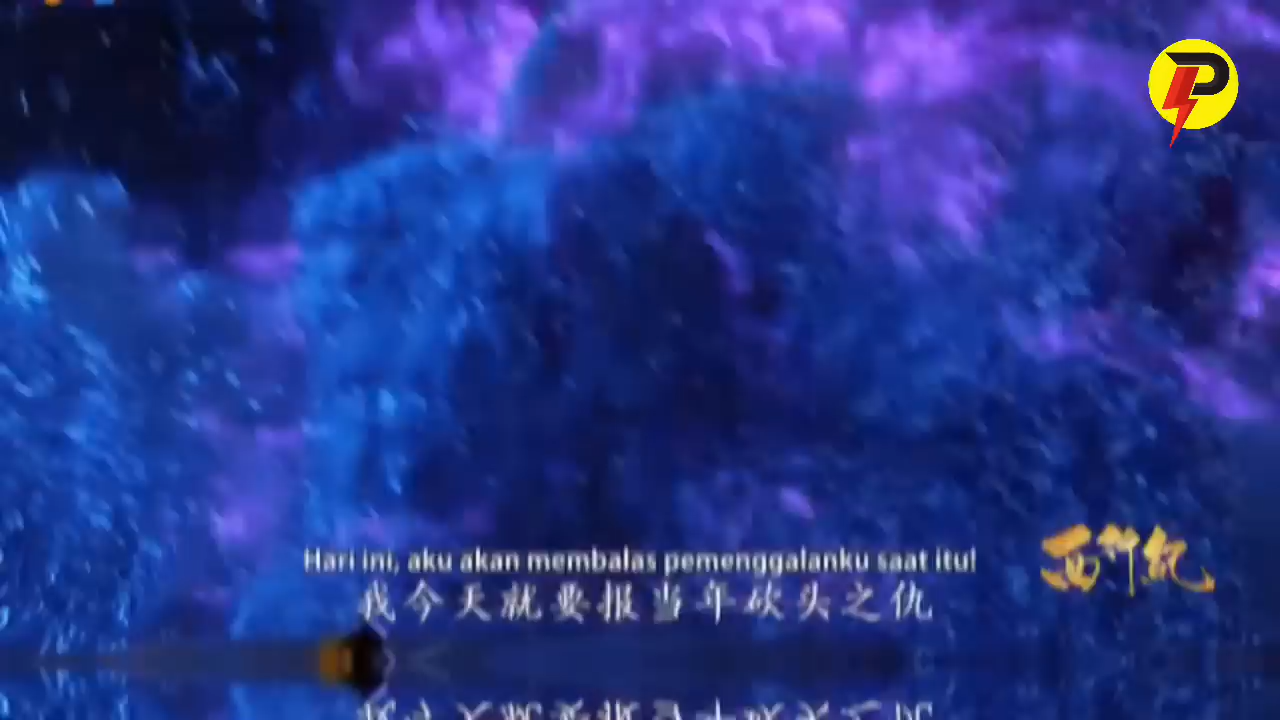 Hari ini, aku akan membalas pemenggalanku saat itu!
我今天就要报当年砍头之仇
西行纪